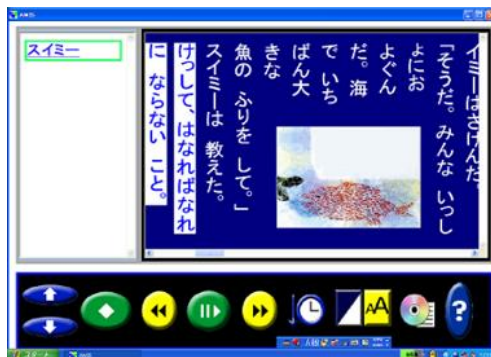 AMIS
スイミー
イミーはさけんだ。
「そうだ。みんな いっし
ょにお
よぐん
だ。海
で いち
ばん大
きな
魚の ふりを して。」
スイミーは 教えた。
けっして、はなればなれ
に ならない こと。
AA
?